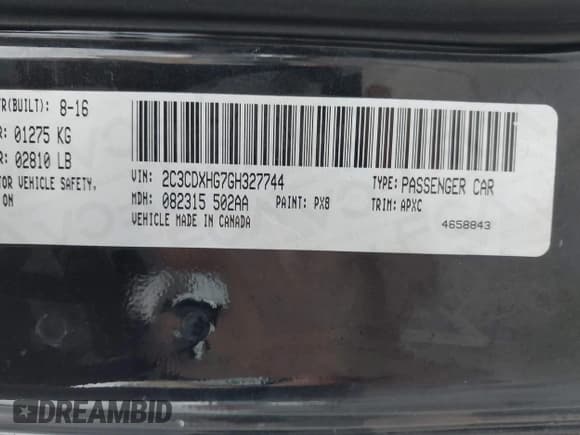 TR(BUILT): 8-16
R: 01275 KG
R: 02810 LB
TOR VEHICLE SAFETY,
ON
VIN: 2C3CDXHG7GH327744
TYPE: PASSENGER CAR
MDH: 082315 502AA
PAINT: PX8
TRIM: APXC
VEHICLE MADE IN CANADA
4658843
DREAMBID